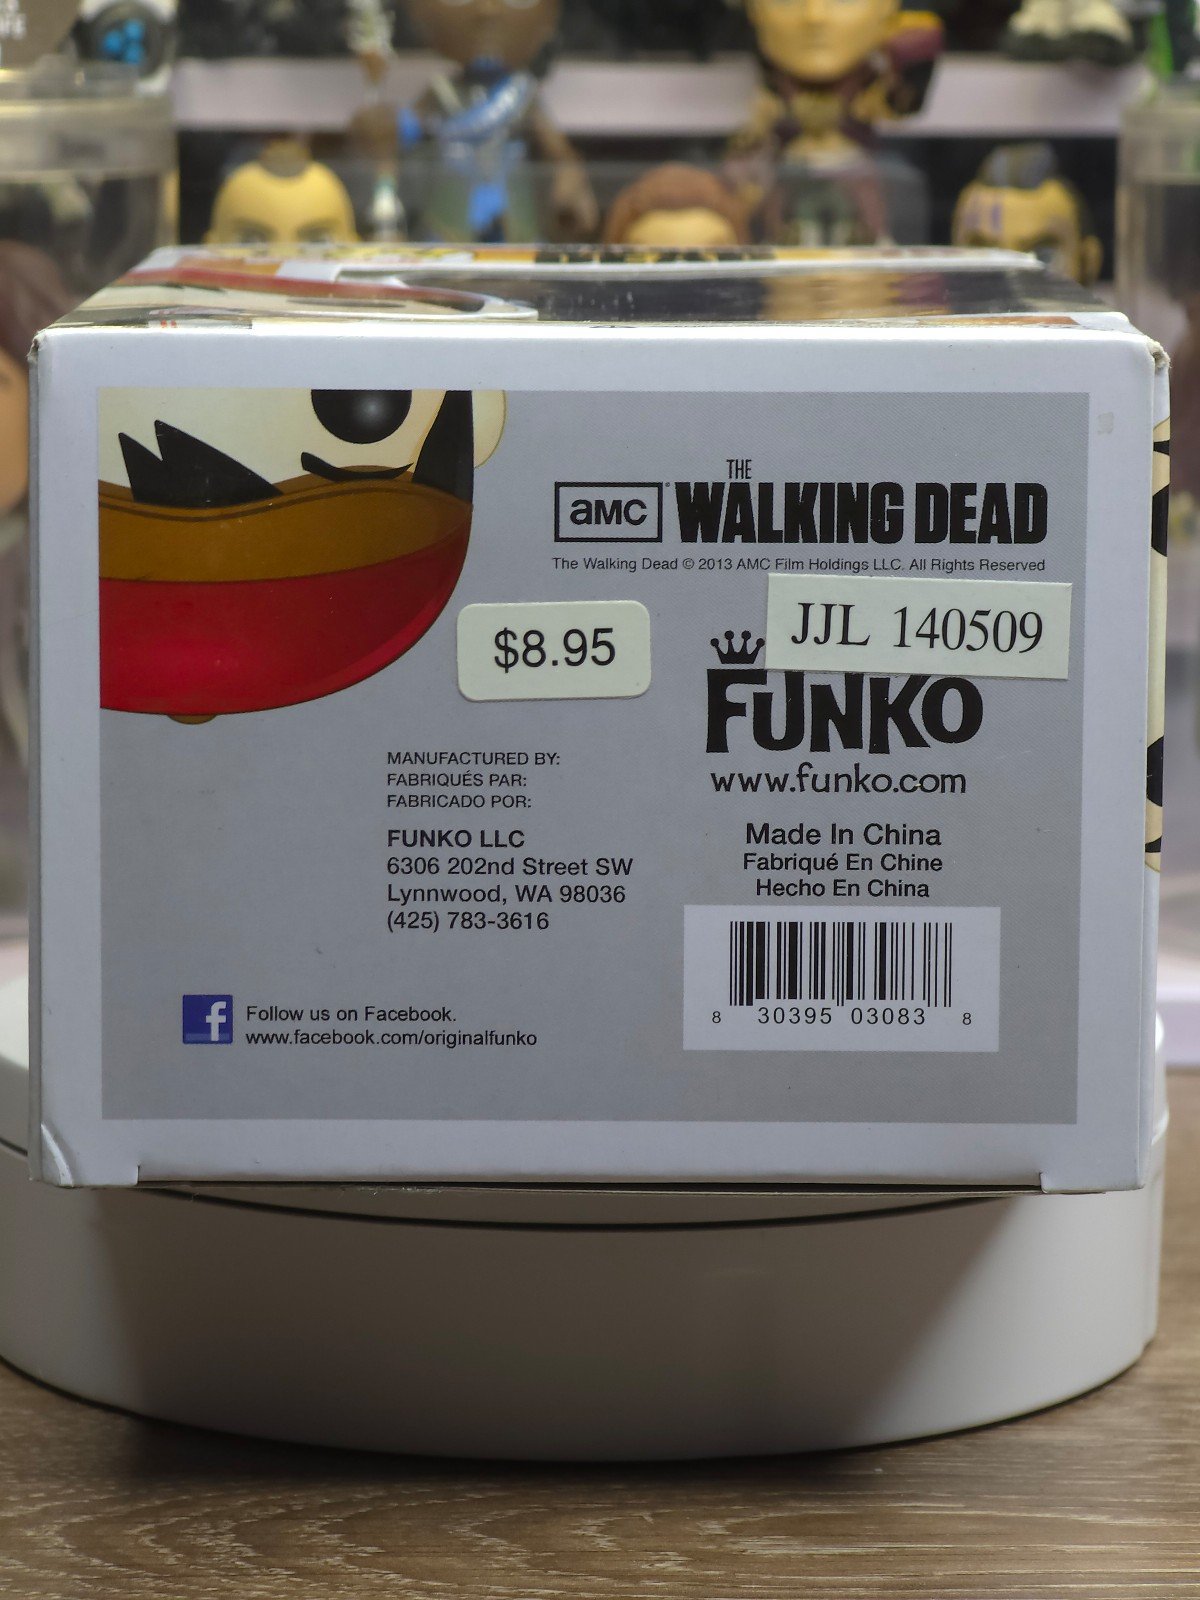 THE
aMC WALKING DEAD
The Walking Dead © 2013 AMC Film Holdings LLC. All Rights Reserved
JJL 140509
$8.95
FUNKO
www.funko.com
MANUFACTURED BY:
FABRIQUÉS PAR:
FABRICADO POR:
FUNKO LLC
6306 202nd Street SW
Lynnwood, WA 98036
(425) 783-3616
Made In China
Fabriqué En Chine
Hecho En China
8 30395 03083 8
f
Follow us on Facebook.
www.facebook.com/originalfunko